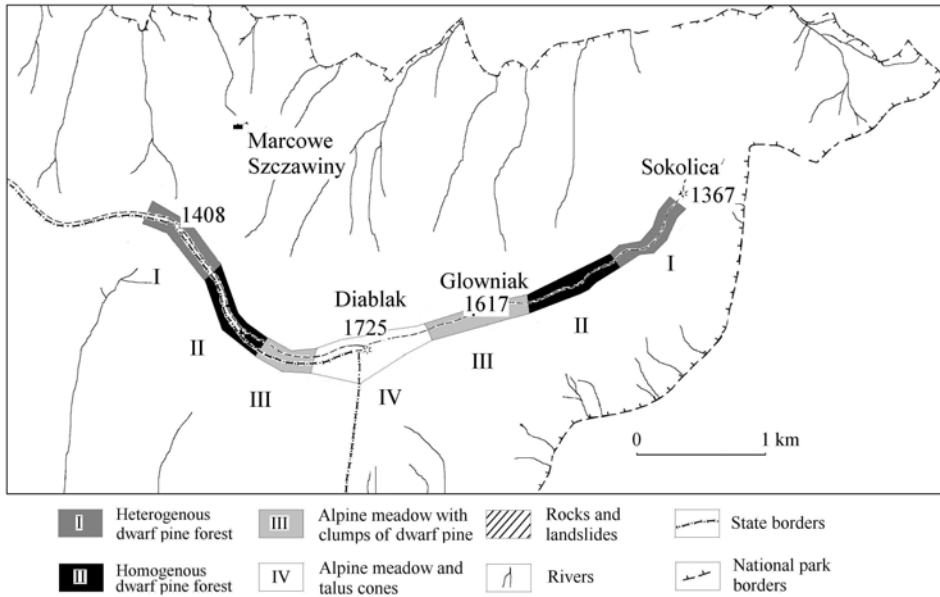 Marcowe
Szczawiny
Sokolica
1367
1408
I
I
Glowniak
1617
Diablak
1725
II
II
III
III
IV
0 1 km
I Heterogenous
dwarf pine forest
III Alpine meadow with
clumps of dwarf pine
Rocks and
landslides
State borders
II Homogenous
dwarf pine forest
IV Alpine meadow and
talus cones
Rivers
National park
borders